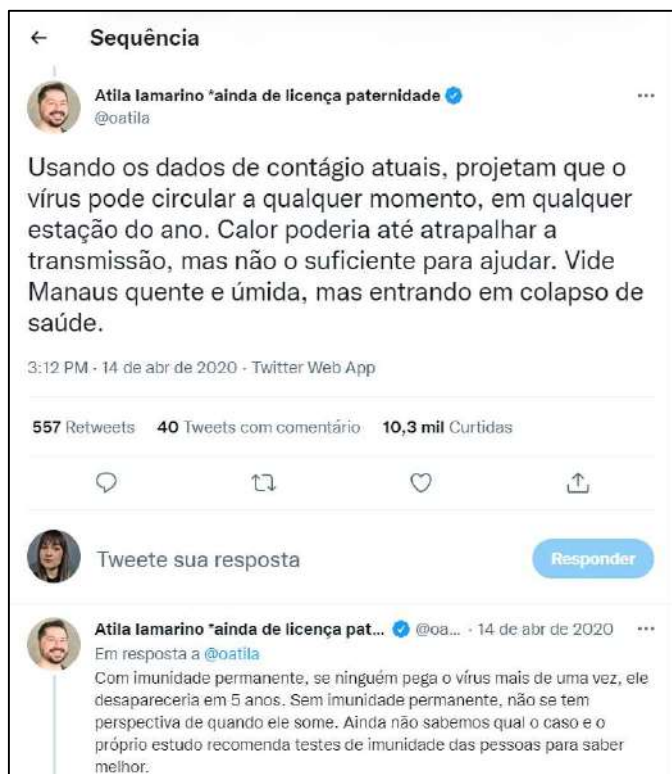 ← Sequência
Atila Iamarino *ainda de licença paternidade
@oatila
Usando os dados de contágio atuais, projetam que o
vírus pode circular a qualquer momento, em qualquer
estação do ano. Calor poderia até atrapalhar a
transmissão, mas não o suficiente para ajudar. Vide
Manaus quente e úmida, mas entrando em colapso de
saúde.
3:12 PM · 14 de abr de 2020 · Twitter Web App
557 Retweets 40 Tweets com comentário 10,3 mil Curtidas
Tweete sua resposta Responder
Atila Iamarino *ainda de licença pat... @oa... · 14 de abr de 2020
Em resposta a @oatila
Com imunidade permanente, se ninguém pega o vírus mais de uma vez, ele
desapareceria em 5 anos. Sem imunidade permanente, não se tem
perspectiva de quando ele some. Ainda não sabemos qual o caso e o
próprio estudo recomenda testes de imunidade das pessoas para saber
melhor.